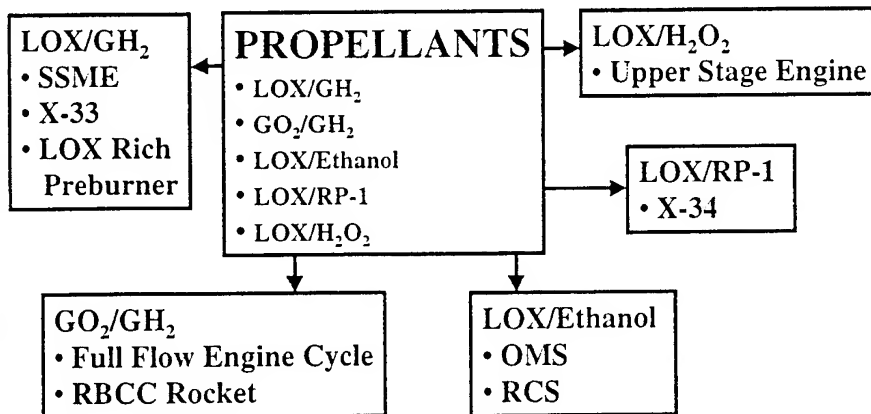 LOX/GH₂
• SSME
• X-33
• LOX Rich
Preburner
PROPELLANTS
• LOX/GH₂
• GO₂/GH₂
• LOX/Ethanol
• LOX/RP-1
• LOX/H₂O₂
LOX/H₂O₂
• Upper Stage Engine
LOX/RP-1
• X-34
GO₂/GH₂
• Full Flow Engine Cycle
• RBCC Rocket
LOX/Ethanol
• OMS
• RCS